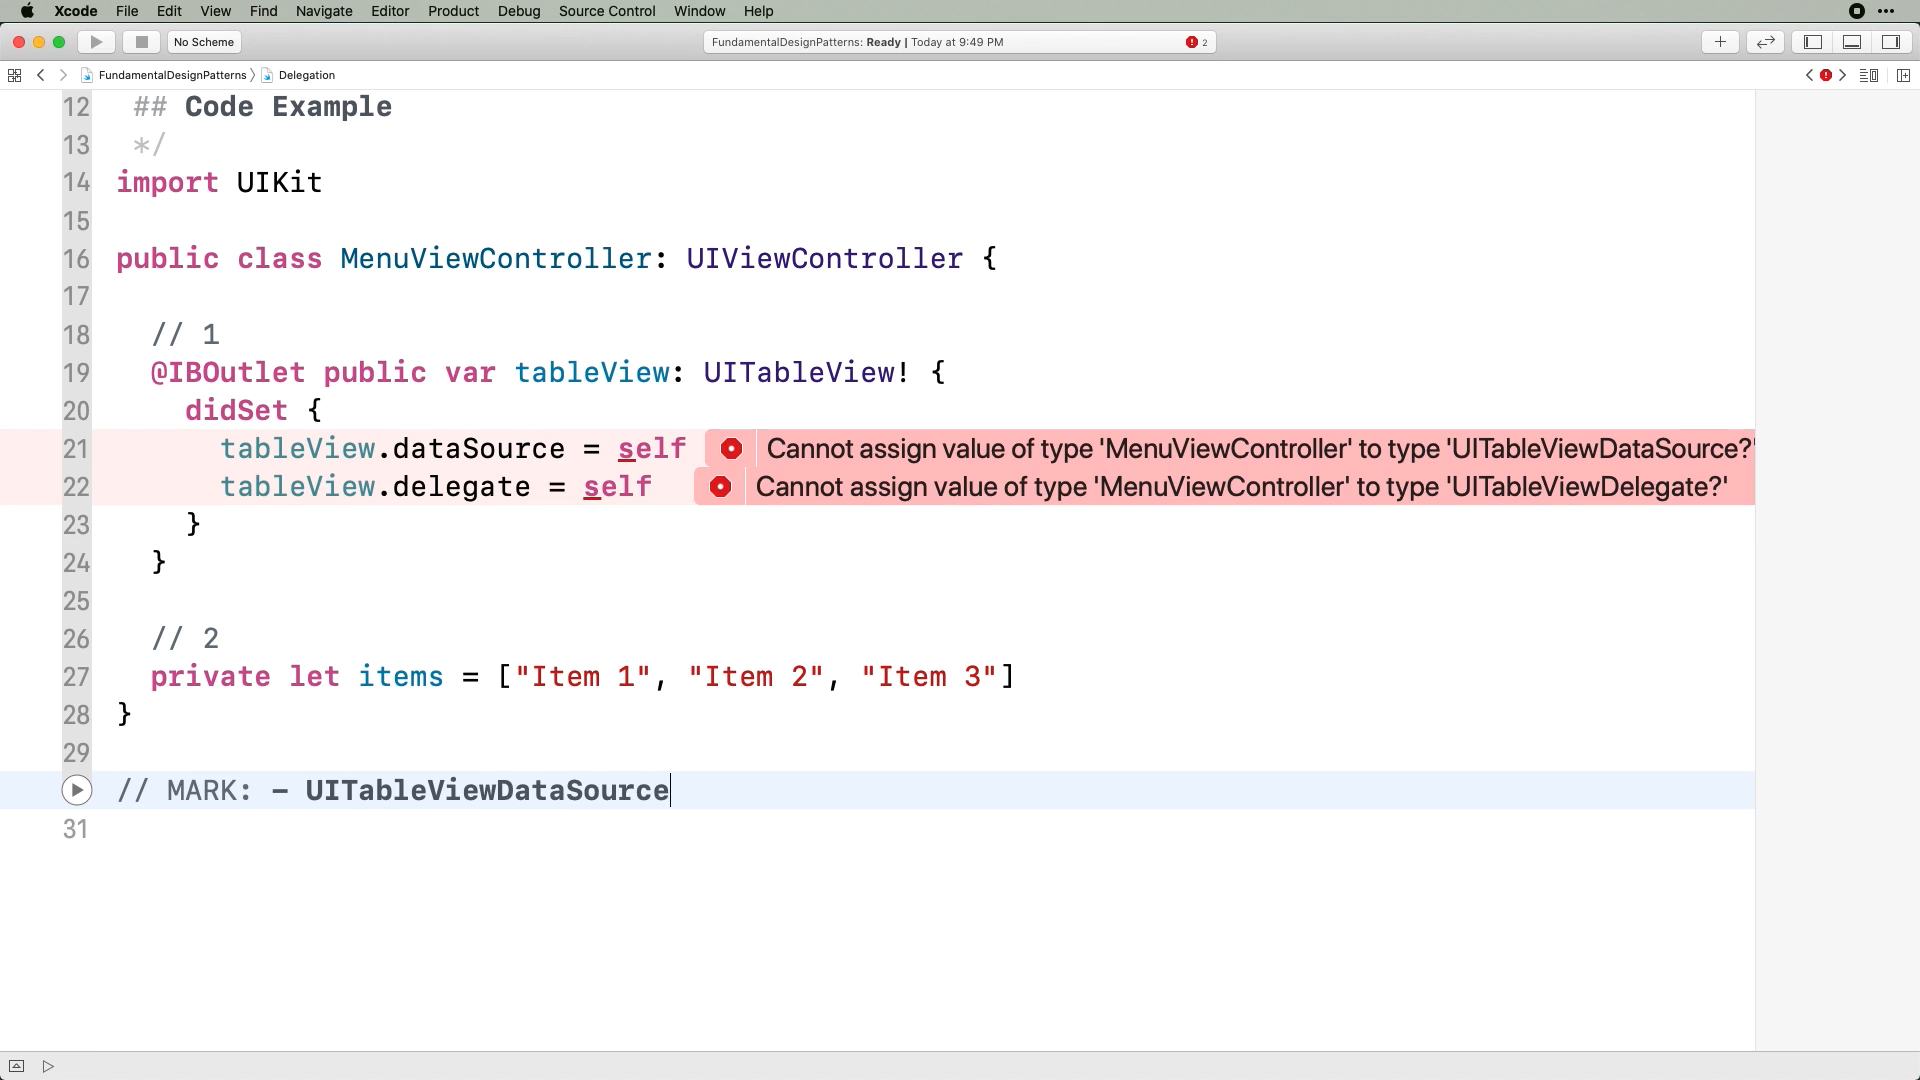 Xcode File Edit View Find Navigate Editor Product Debug Source Control Window Help
No Scheme
FundamentalDesignPatterns: Ready | Today at 9:49 PM 2
FundamentalDesignPatterns Delegation
12 ## Code Example
13 */
14 import UIKit
15
16 public class MenuViewController: UIViewController {
17
18 // 1
19 @IBOutlet public var tableView: UITableView! {
20 didSet {
21 tableView.dataSource = self Cannot assign value of type 'MenuViewController' to type 'UITableViewDataSource?'
22 tableView.delegate = self Cannot assign value of type 'MenuViewController' to type 'UITableViewDelegate?'
23 }
24 }
25
26 // 2
27 private let items = ["Item 1", "Item 2", "Item 3"]
28 }
29
// MARK: - UITableViewDataSource
31